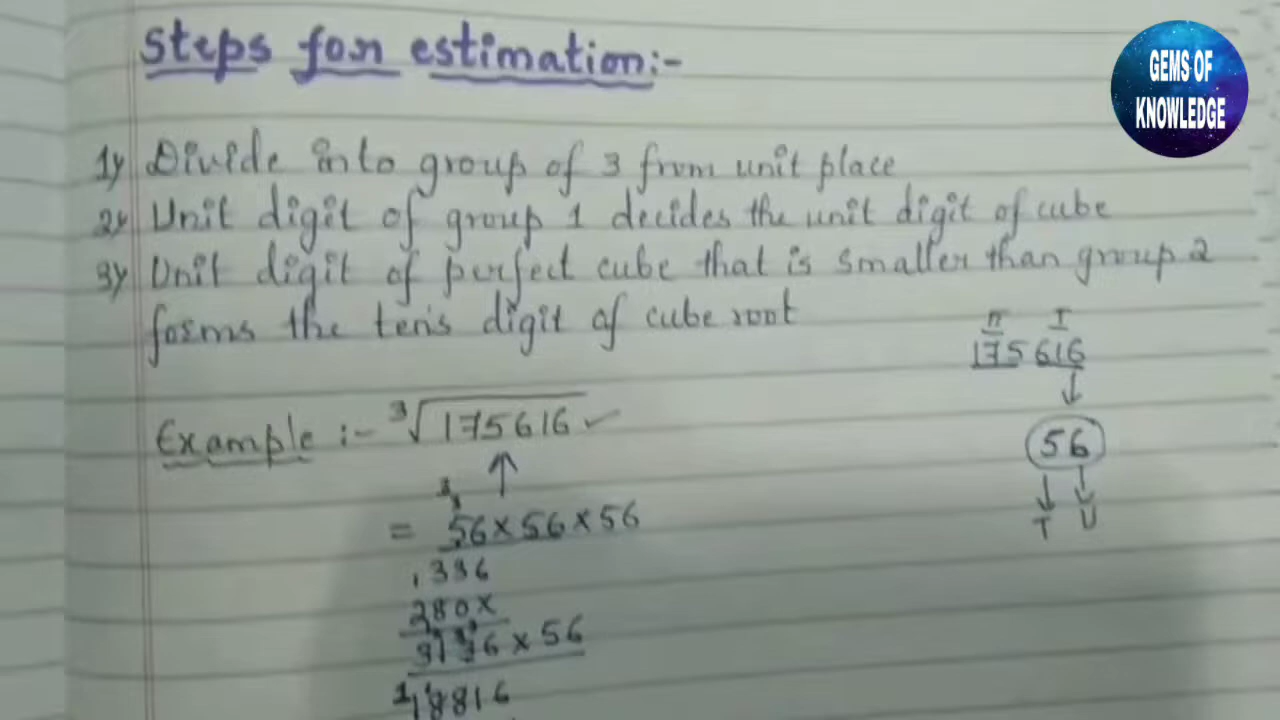 Steps for estimation:-
GEMS OF
KNOWLEDGE
1) Divide into group of 3 from unit place
2) Unit digit of group 1 decides the unit digit of cube
3) Unit digit of perfect cube that is smaller than group 2
forms the ten's digit of cube root
II I
175 616
56
T U
Example :- ³√175616 ✓
= 56×56×56
336
280×
3136 × 56
18816